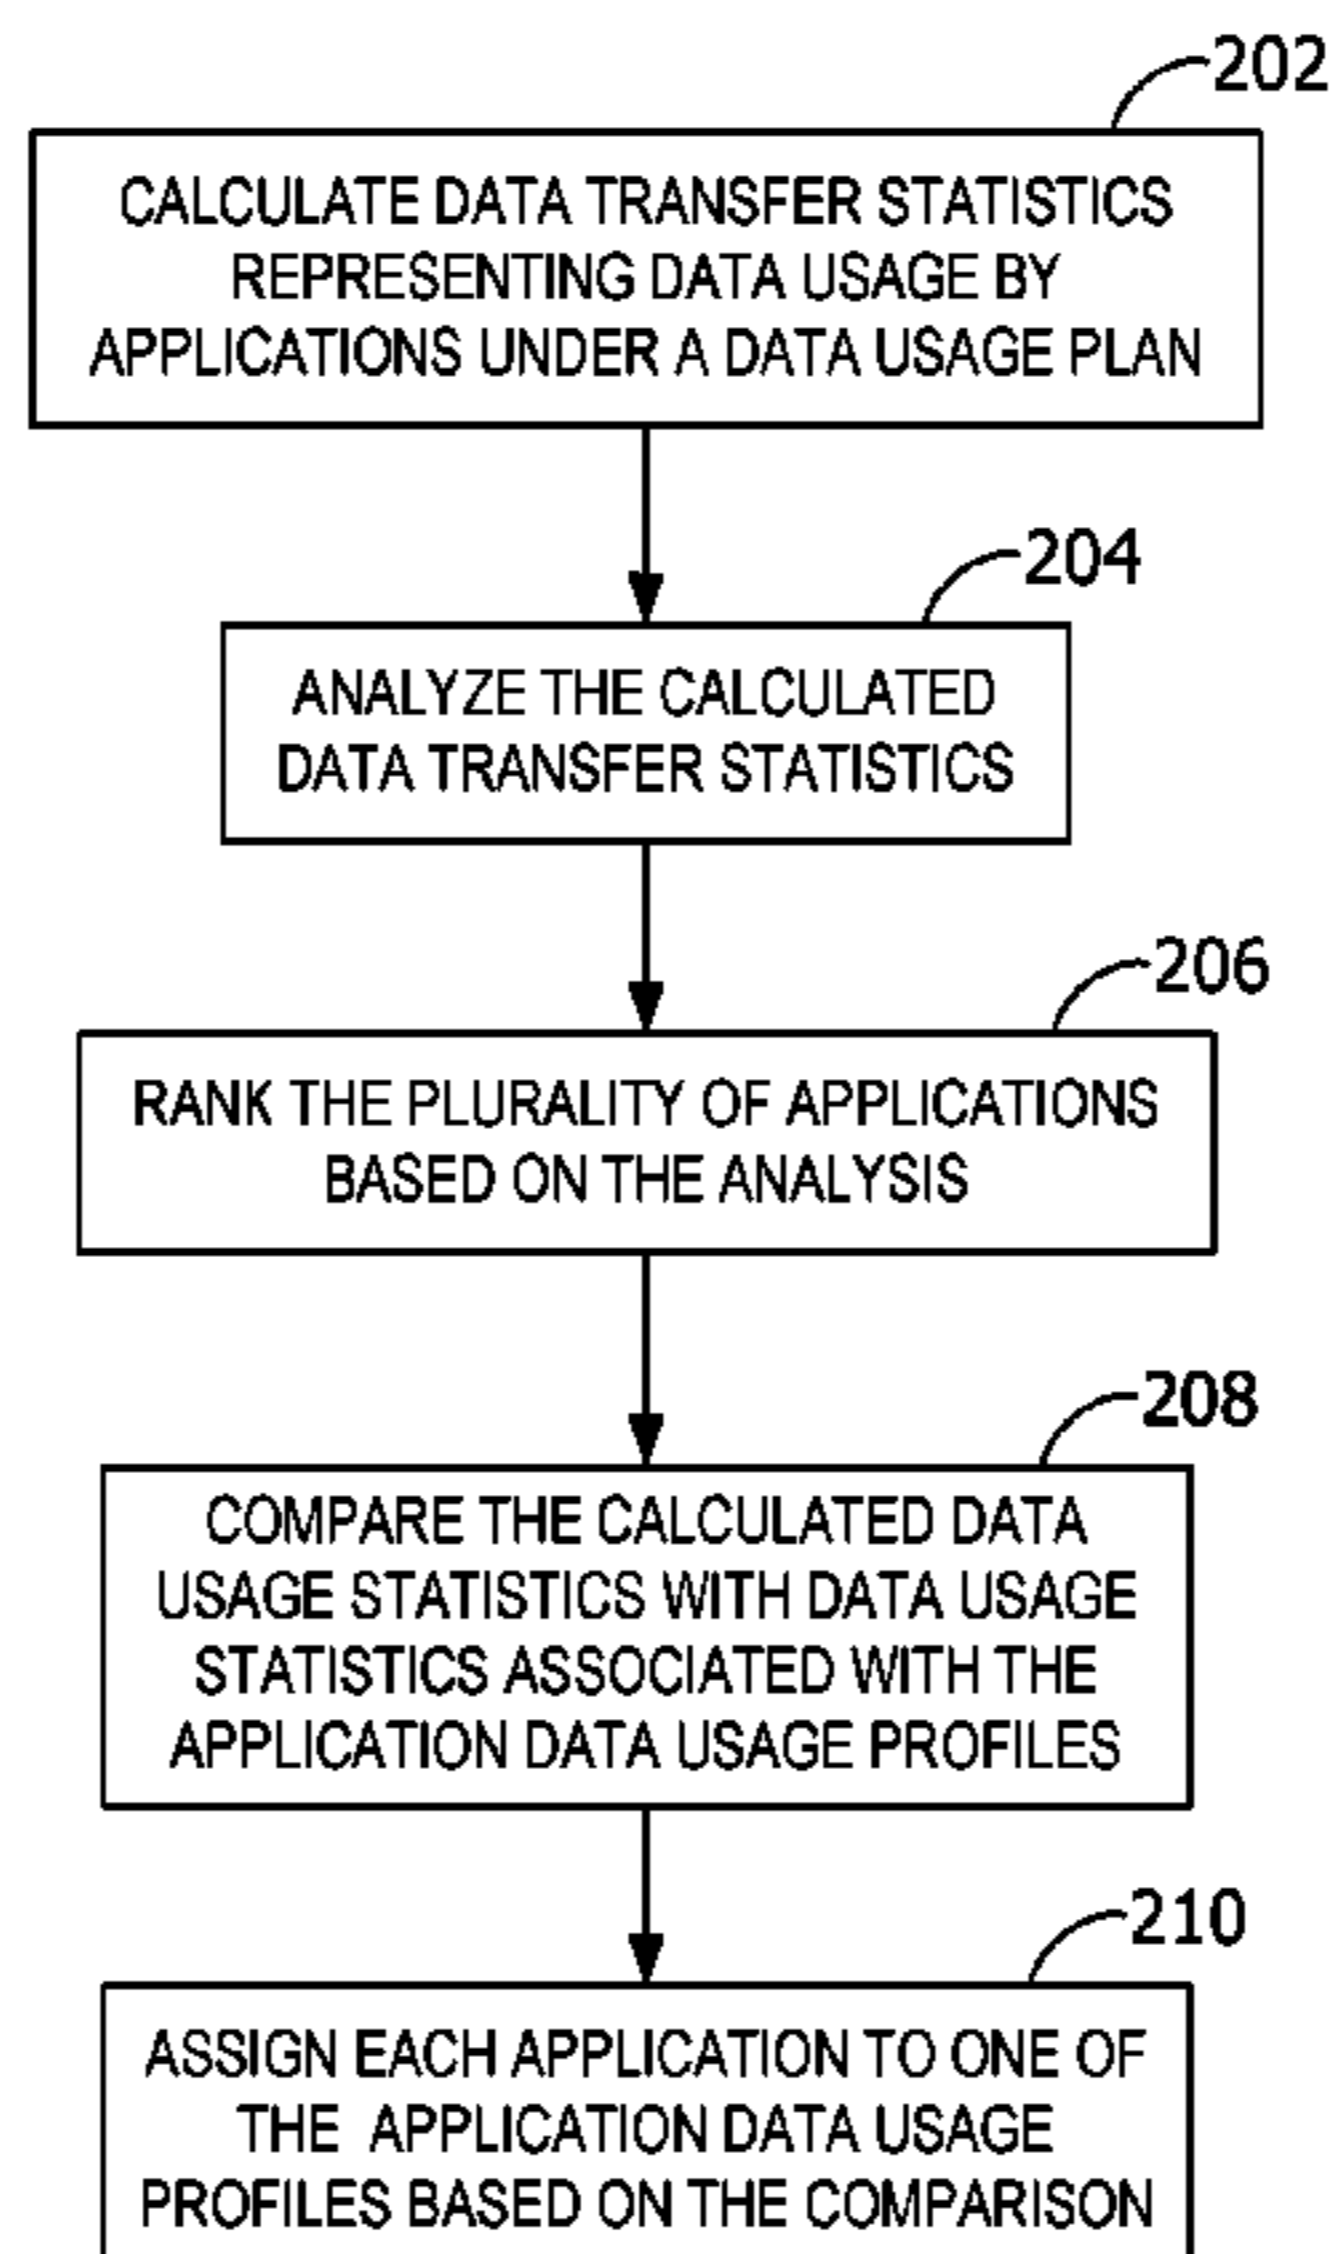 202
CALCULATE DATA TRANSFER STATISTICS
REPRESENTING DATA USAGE BY
APPLICATIONS UNDER A DATA USAGE PLAN
204
ANALYZE THE CALCULATED
DATA TRANSFER STATISTICS
206
RANK THE PLURALITY OF APPLICATIONS
BASED ON THE ANALYSIS
208
COMPARE THE CALCULATED DATA
USAGE STATISTICS WITH DATA USAGE
STATISTICS ASSOCIATED WITH THE
APPLICATION DATA USAGE PROFILES
210
ASSIGN EACH APPLICATION TO ONE OF
THE APPLICATION DATA USAGE
PROFILES BASED ON THE COMPARISON